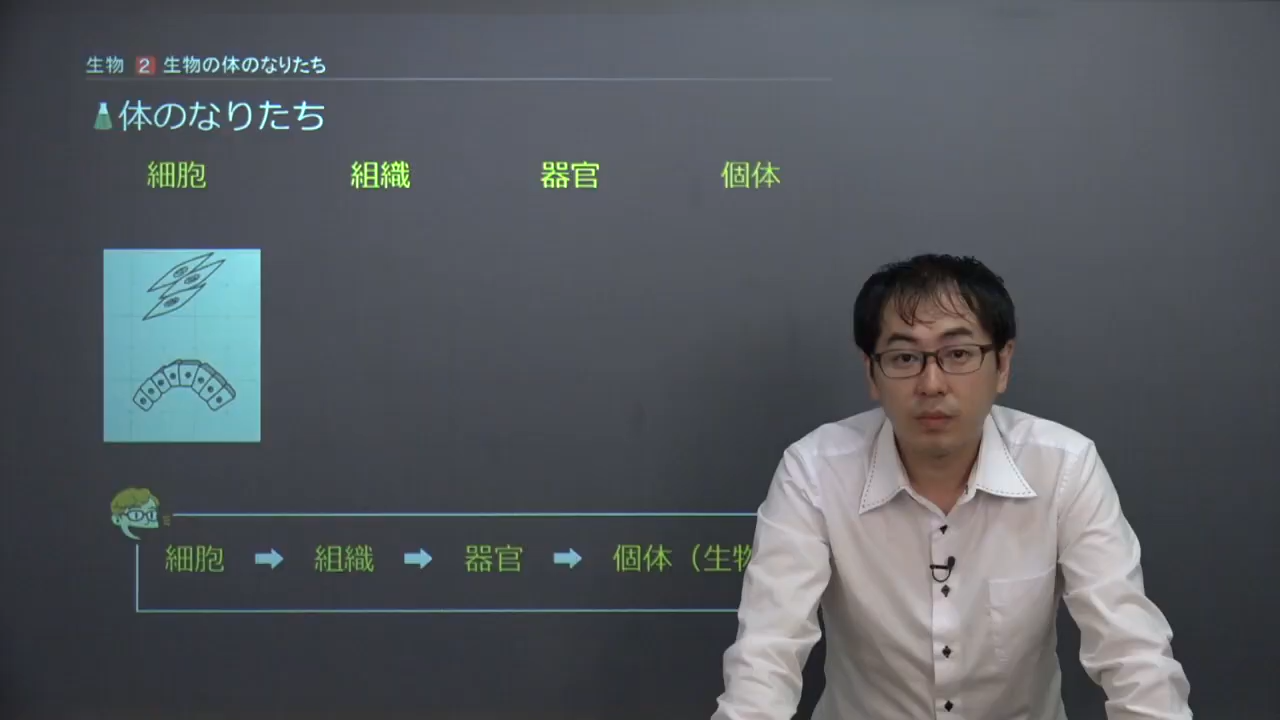 生物 2 生物の体のなりたち
体のなりたち
細胞 組織 器官 個体
細胞 ➡ 組織 ➡ 器官 ➡ 個体（生物